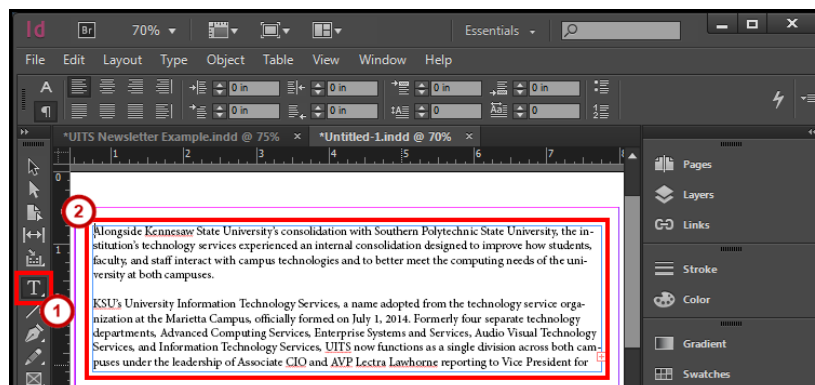 Id Br 70% Essentials
File Edit Layout Type Object Table View Window Help
A 0 in 0 in 0 in 0 in
¶ 0 in 0 in 0 0
*UITS Newsletter Example.indd @ 75% × *Untitled-1.indd @ 70% ×
1 2 3 4 5 6 7
0
1
2
Alongside Kennesaw State University's consolidation with Southern Polytechnic State University, the in-
stitution's technology services experienced an internal consolidation designed to improve how students,
faculty, and staff interact with campus technologies and to better meet the computing needs of the uni-
versity at both campuses.
KSU's University Information Technology Services, a name adopted from the technology service orga-
nization at the Marietta Campus, officially formed on July 1, 2014. Formerly four separate technology
departments, Advanced Computing Services, Enterprise Systems and Services, Audio Visual Technology
Services, and Information Technology Services, UITS now functions as a single division across both cam-
puses under the leadership of Associate CIO and AVP Lectra Lawhorne reporting to Vice President for
T
1
Pages
Layers
Links
Stroke
Color
Gradient
Swatches